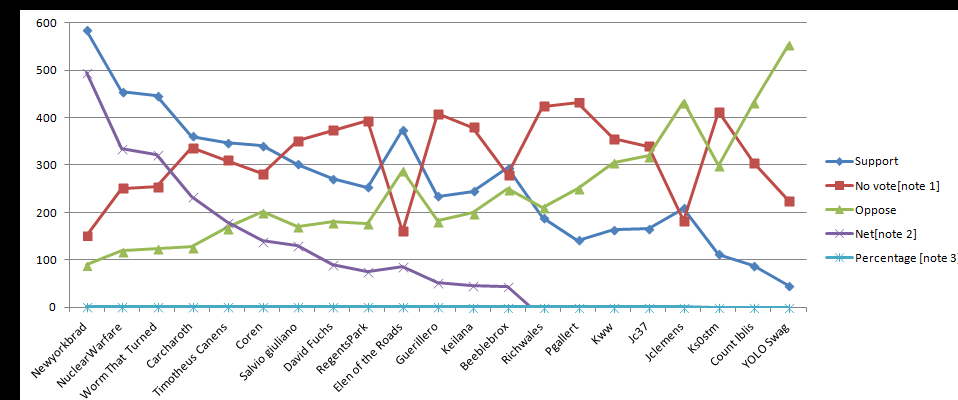 600
500
400
300
200
100
0
Support
No vote[note 1]
Oppose
Net[note 2]
Percentage [note 3]
Newyorkbrad
NuclearWarfare
Worm That Turned
Carcharoth
Timotheus Canens
Coren
Salvio giuliano
David Fuchs
RegentsPark
Elen of the Roads
Guerillero
Keilana
Beeblebrox
Richwales
Pgallert
Kww
Jc37
Jclemens
Ks0stm
Count Iblis
YOLO Swag